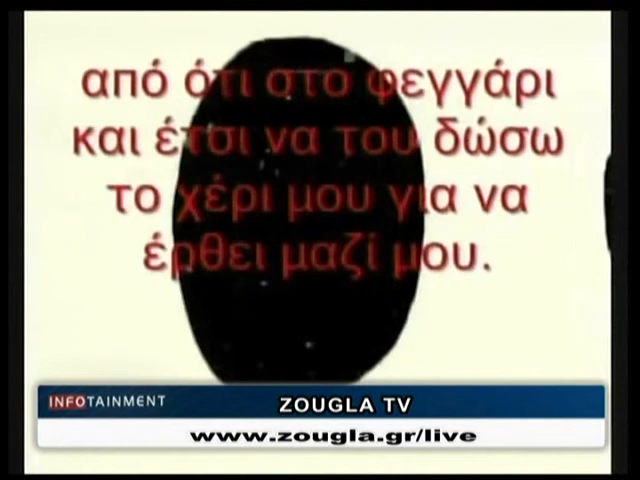 από ότι στο φεγγάρι
και έτσι να του δώσω
το χέρι μου για να
έρθει μαζί μου.
INFOTAINMENT
ZOUGLA TV
www.zougla.gr/live